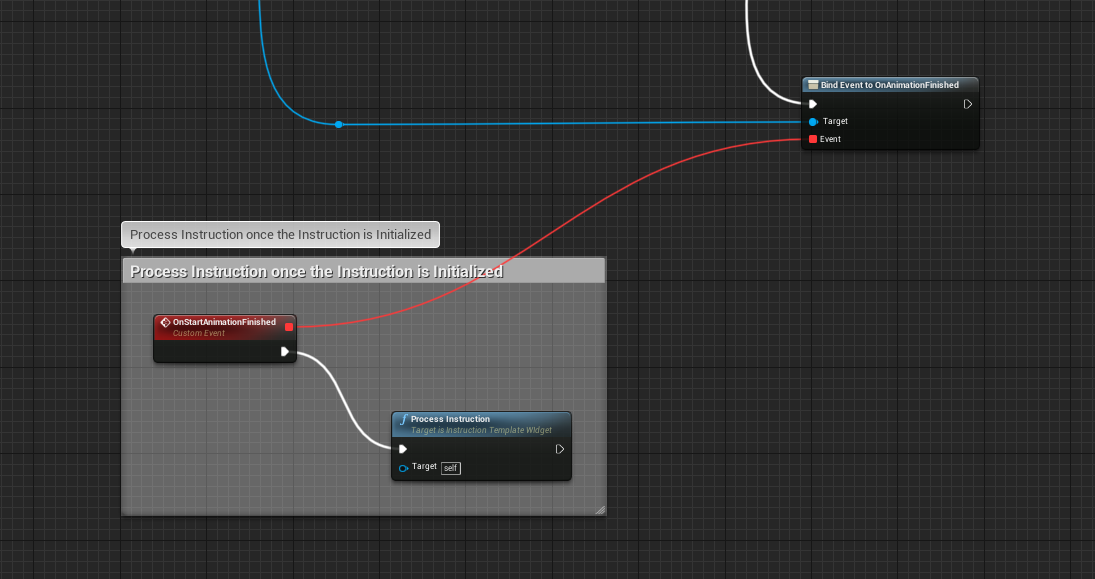 Bind Event to OnAnimationFinished
Target
Event
Process Instruction once the Instruction is Initialized
Process Instruction once the Instruction is Initialized
OnStartAnimationFinished
Custom Event
f Process Instruction
Target is Instruction Template Widget
Target self